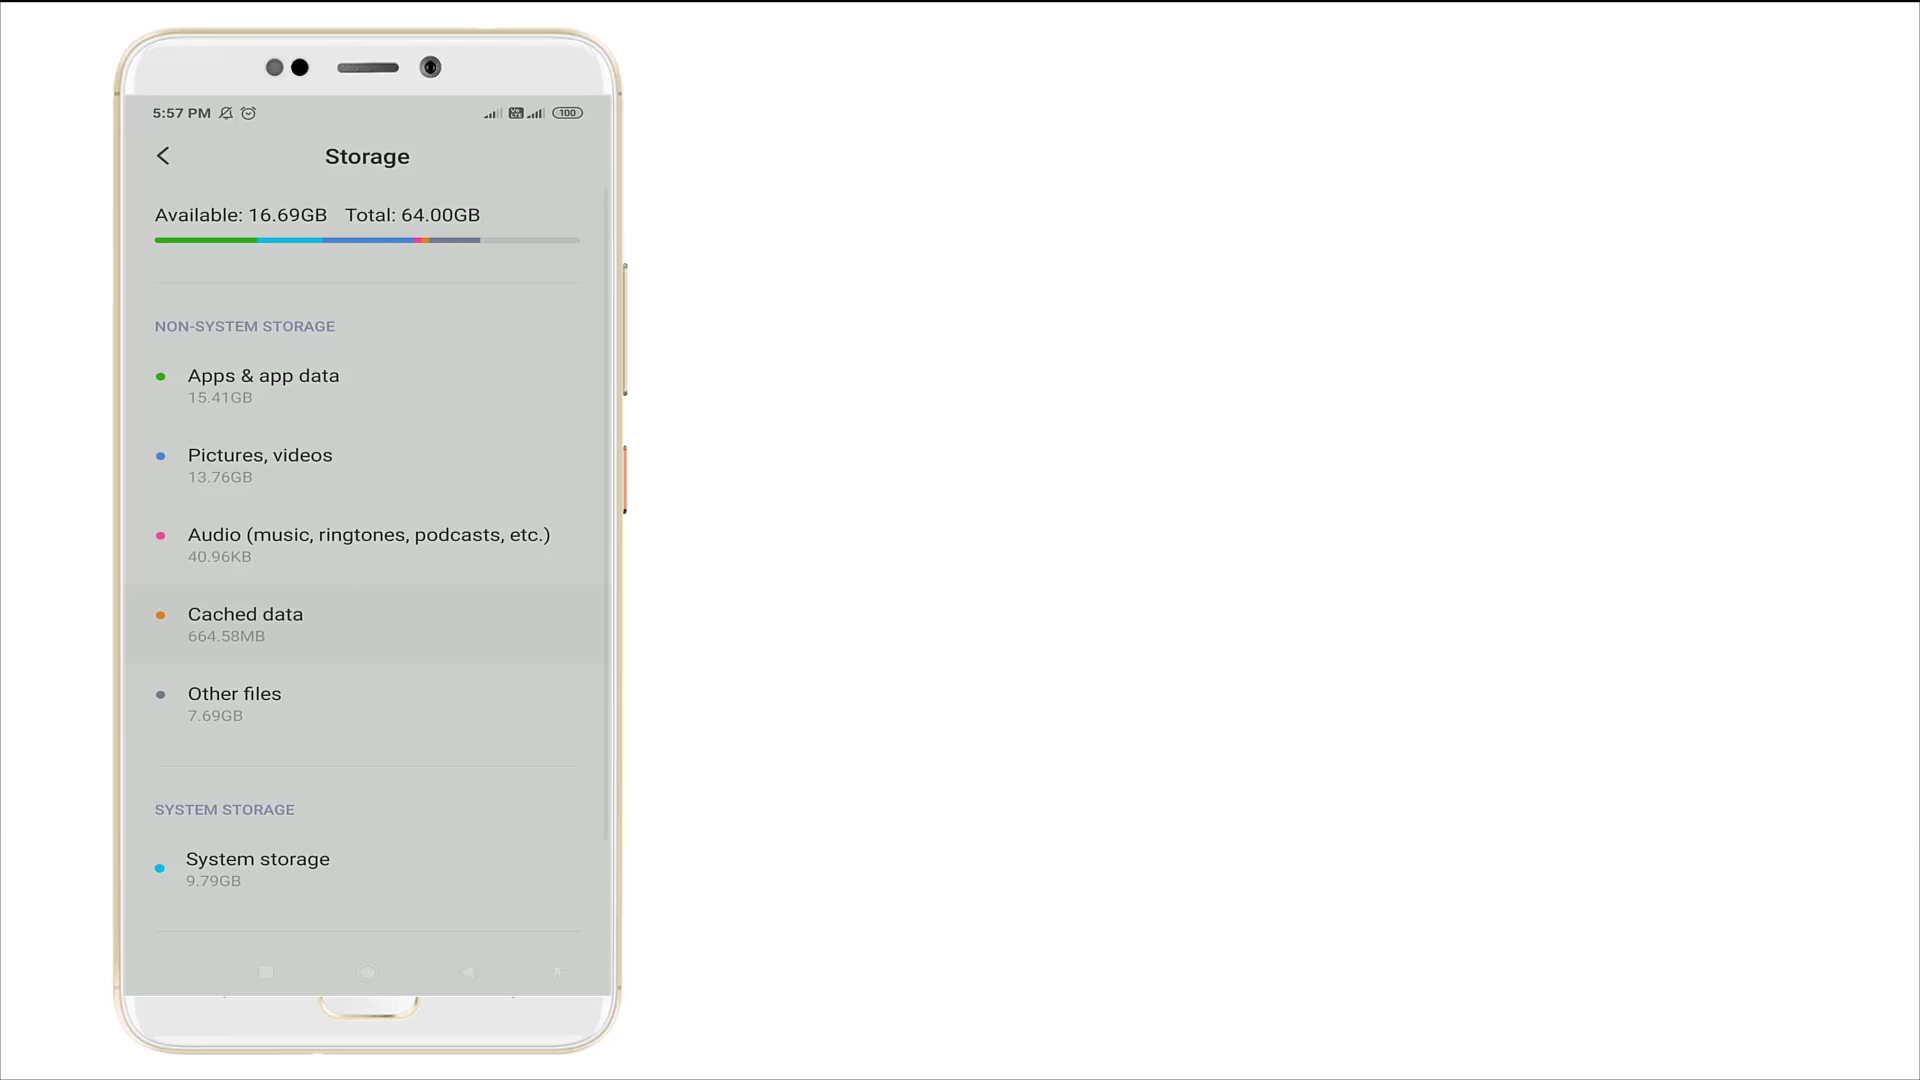 5:57 PM
100
Storage
Available: 16.69GB Total: 64.00GB
NON-SYSTEM STORAGE
Apps & app data
15.41GB
Pictures, videos
13.76GB
Audio (music, ringtones, podcasts, etc.)
40.96KB
Cached data
664.58MB
Other files
7.69GB
SYSTEM STORAGE
System storage
9.79GB